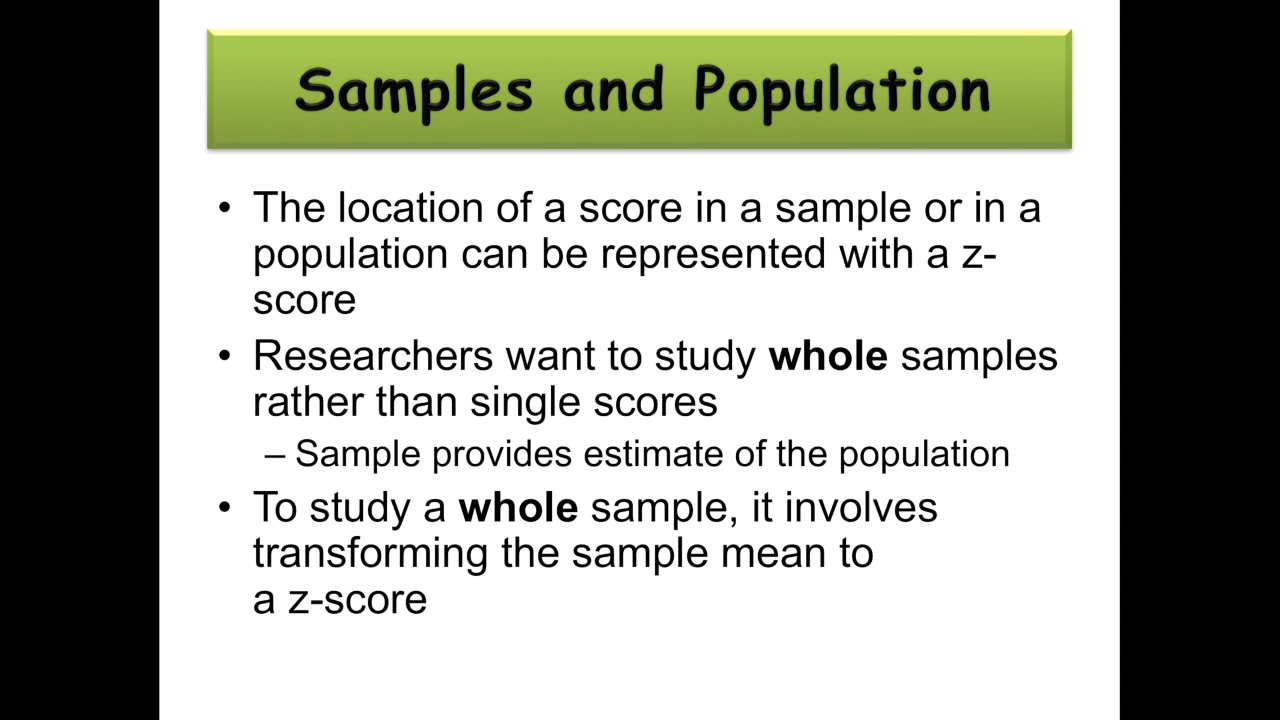 Samples and Population
• The location of a score in a sample or in a
population can be represented with a z-
score
• Researchers want to study whole samples
rather than single scores
– Sample provides estimate of the population
• To study a whole sample, it involves
transforming the sample mean to
a z-score